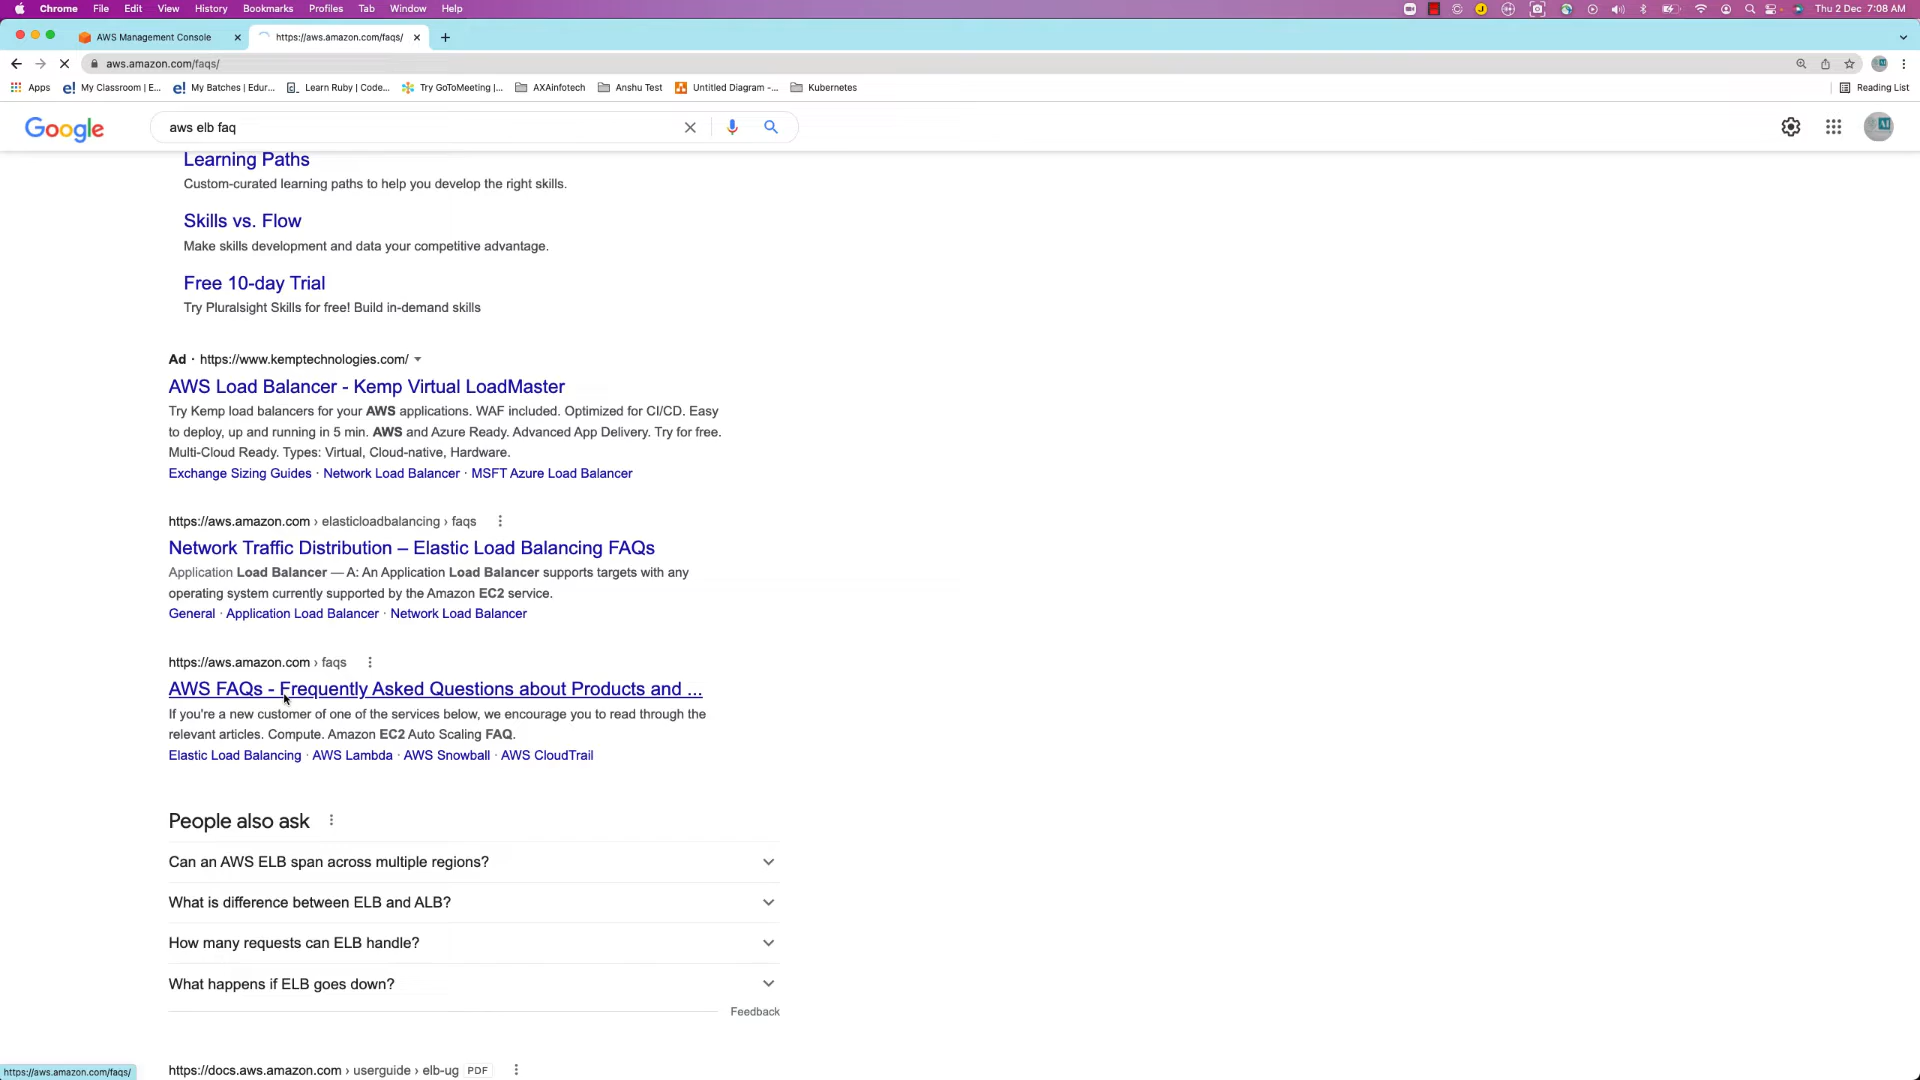 Chrome File Edit View History Bookmarks Profiles Tab Window Help Thu 2 Dec 7:08 AM
AWS Management Console https://aws.amazon.com/faqs/
aws.amazon.com/faqs/
Apps My Classroom | E... My Batches | Edur... Learn Ruby | Code... Try GoToMeeting |... AXAinfotech Anshu Test Untitled Diagram -... Kubernetes Reading List
Google aws elb faq
Learning Paths
Custom-curated learning paths to help you develop the right skills.
Skills vs. Flow
Make skills development and data your competitive advantage.
Free 10-day Trial
Try Pluralsight Skills for free! Build in-demand skills
Ad · https://www.kemptechnologies.com/
AWS Load Balancer - Kemp Virtual LoadMaster
Try Kemp load balancers for your AWS applications. WAF included. Optimized for CI/CD. Easy
to deploy, up and running in 5 min. AWS and Azure Ready. Advanced App Delivery. Try for free.
Multi-Cloud Ready. Types: Virtual, Cloud-native, Hardware.
Exchange Sizing Guides · Network Load Balancer · MSFT Azure Load Balancer
https://aws.amazon.com › elasticloadbalancing › faqs
Network Traffic Distribution – Elastic Load Balancing FAQs
Application Load Balancer — A: An Application Load Balancer supports targets with any
operating system currently supported by the Amazon EC2 service.
General · Application Load Balancer · Network Load Balancer
https://aws.amazon.com › faqs
AWS FAQs - Frequently Asked Questions about Products and ...
If you're a new customer of one of the services below, we encourage you to read through the
relevant articles. Compute. Amazon EC2 Auto Scaling FAQ.
Elastic Load Balancing · AWS Lambda · AWS Snowball · AWS CloudTrail
People also ask
Can an AWS ELB span across multiple regions?
What is difference between ELB and ALB?
How many requests can ELB handle?
What happens if ELB goes down?
Feedback
https://docs.aws.amazon.com › userguide › elb-ug PDF
https://aws.amazon.com/faqs/